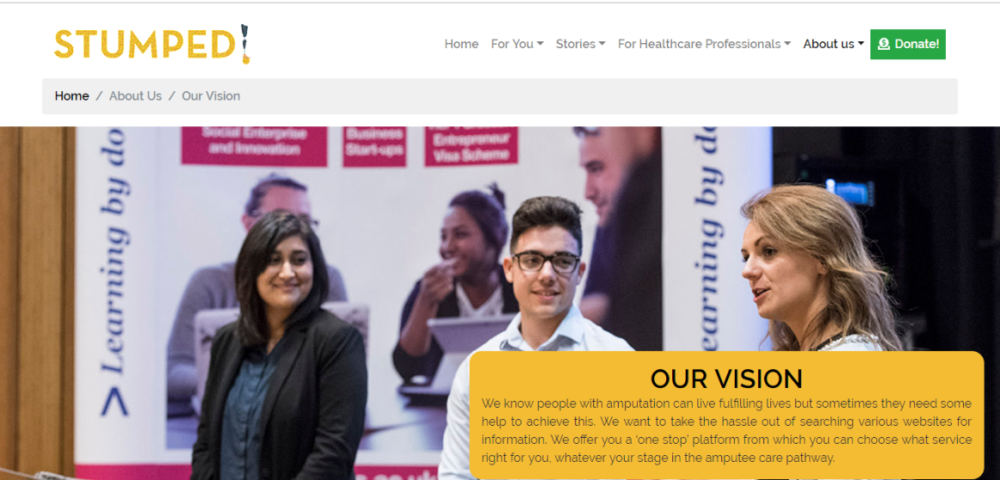 STUMPED!
Home For You Stories For Healthcare Professionals About us Donate!
Home / About Us / Our Vision
Social Enterprise
and Innovation
Business
Start-ups
Entrepreneur
Visa Scheme
> Learning by do
earning by do
OUR VISION
We know people with amputation can live fulfilling lives but sometimes they need some
help to achieve this. We want to take the hassle out of searching various websites for
information. We offer you a ‘one stop’ platform from which you can choose what service
right for you, whatever your stage in the amputee care pathway.